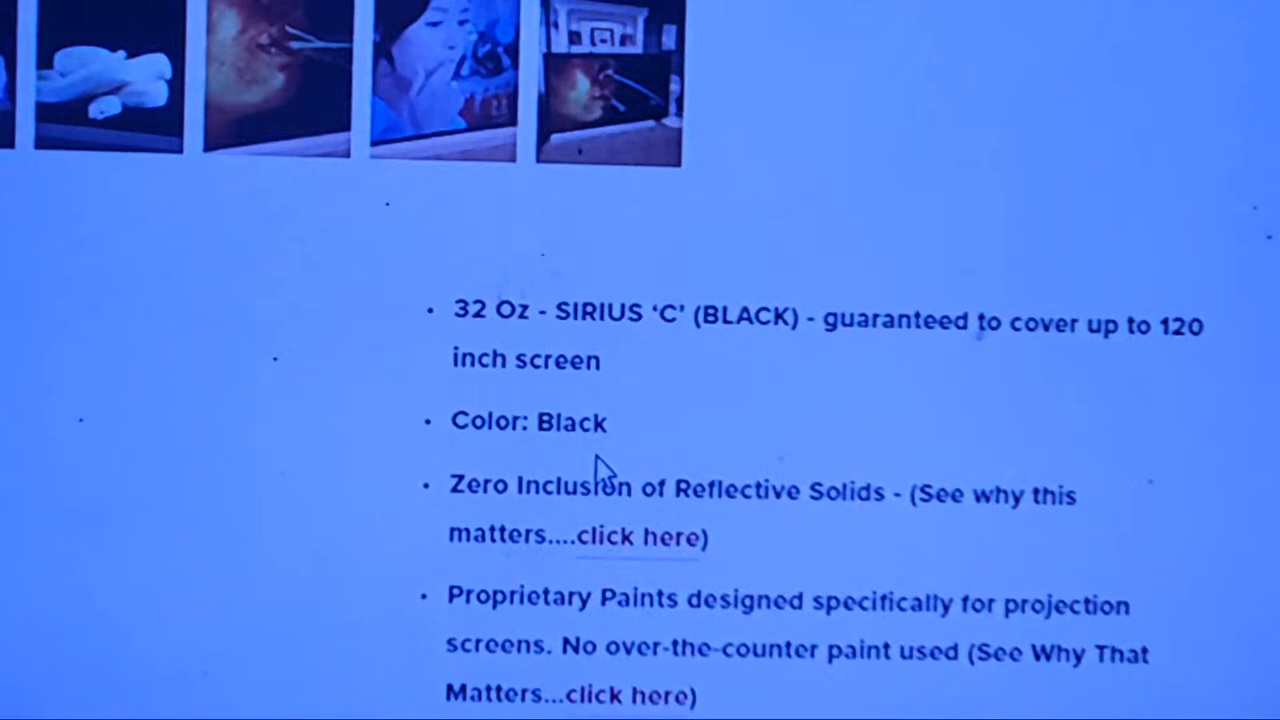 • 32 Oz - SIRIUS ‘C’ (BLACK) - guaranteed to cover up to 120
inch screen
• Color: Black
• Zero Inclusion of Reflective Solids - (See why this
matters....click here)
• Proprietary Paints designed specifically for projection
screens. No over-the-counter paint used (See Why That
Matters...click here)